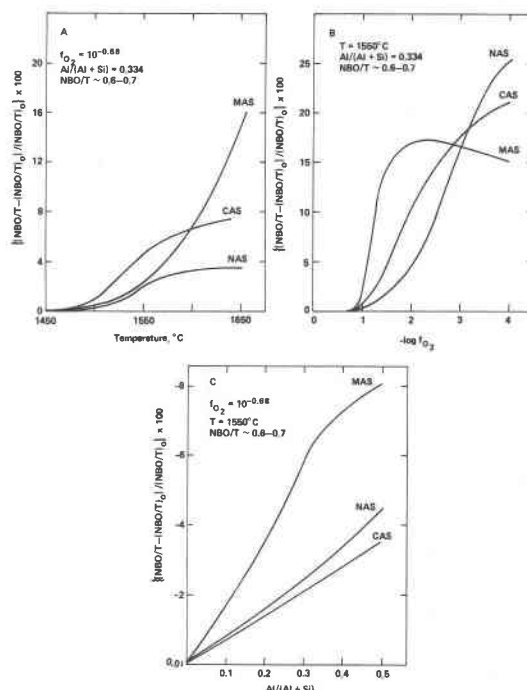 A
f O2 = 10^-0.68
Al/(Al + Si) = 0.334
NBO/T ~ 0.6–0.7
{[NBO/T–(NBO/T)o]/(NBO/T)o} x 100
16
12
8
4
0
MAS
CAS
NAS
1450
1550
1650
Temperature, °C
B
T = 1550°C
Al/(Al + Si) = 0.334
NBO/T ~ 0.6–0.7
{[NBO/T–(NBO/T)o]/(NBO/T)o} x 100
25
20
15
10
5
0
NAS
CAS
MAS
0
1
2
3
4
-log f O2
C
f O2 = 10^-0.68
T = 1550°C
NBO/T ~ 0.6–0.7
{[NBO/T–(NBO/T)o]/(NBO/T)o} x 100
-8
-6
-4
-2
0.01
MAS
NAS
CAS
0.1
0.2
0.3
0.4
0.5
Al/(Al + Si)